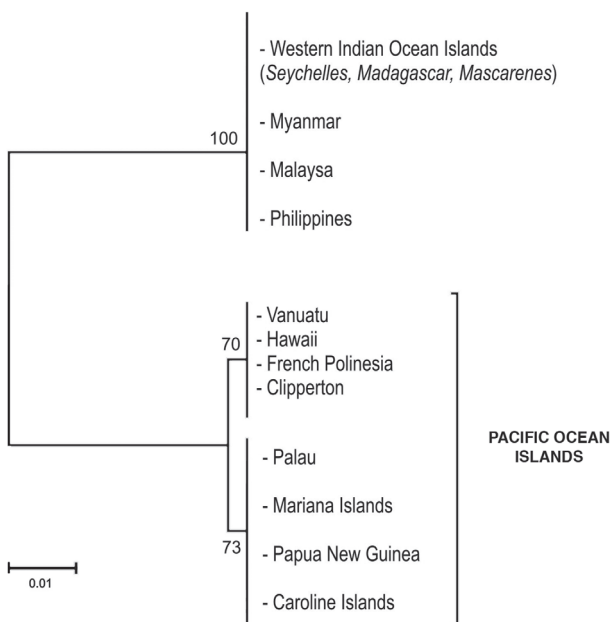 - Western Indian Ocean Islands
(Seychelles, Madagascar, Mascarenes)
100
- Myanmar
- Malaysa
- Philippines
- Vanuatu
70
- Hawaii
- French Polinesia
- Clipperton
PACIFIC OCEAN
ISLANDS
- Palau
- Mariana Islands
73
- Papua New Guinea
0.01
- Caroline Islands